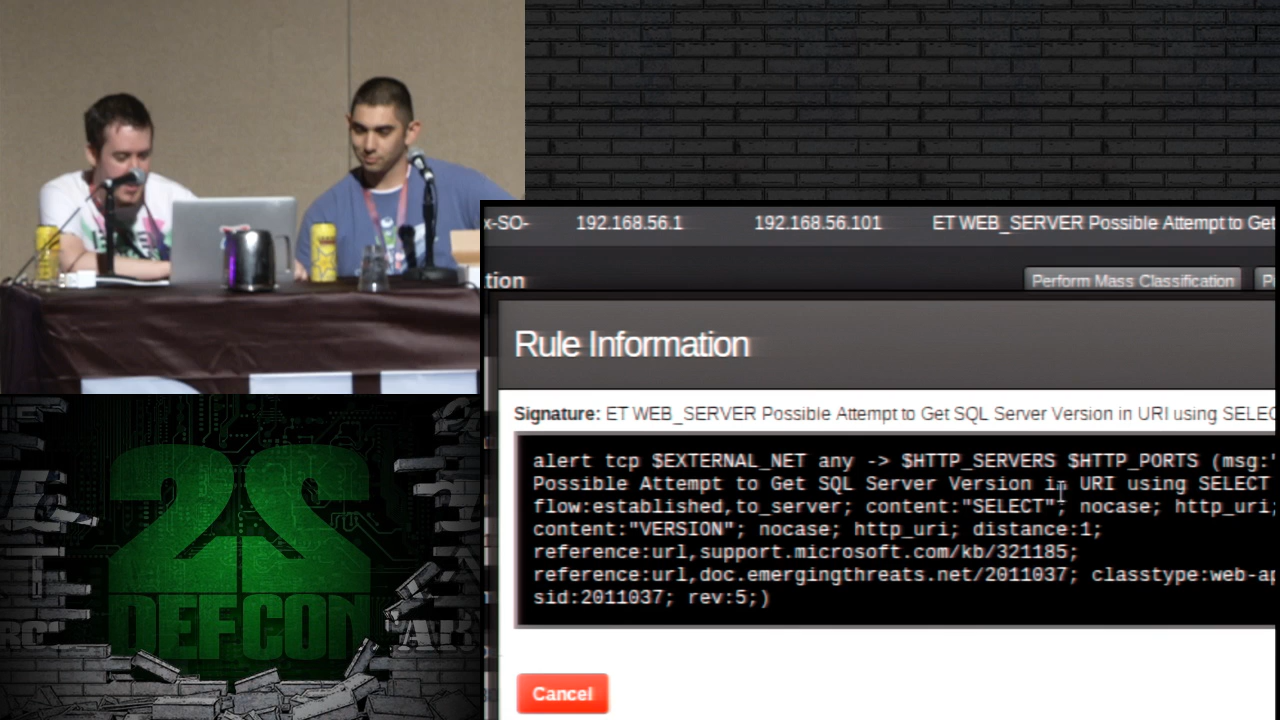 x-SO- 192.168.56.1 192.168.56.101 ET WEB_SERVER Possible Attempt to Get
tion Perform Mass Classification P
Rule Information
Signature: ET WEB_SERVER Possible Attempt to Get SQL Server Version in URI using SELEC
alert tcp $EXTERNAL_NET any -> $HTTP_SERVERS $HTTP_PORTS (msg:"
Possible Attempt to Get SQL Server Version in URI using SELECT
flow:established,to_server; content:"SELECT"; nocase; http_uri;
content:"VERSION"; nocase; http_uri; distance:1;
reference:url,support.microsoft.com/kb/321185;
reference:url,doc.emergingthreats.net/2011037; classtype:web-ap
sid:2011037; rev:5;)
Cancel
22
DEFCON